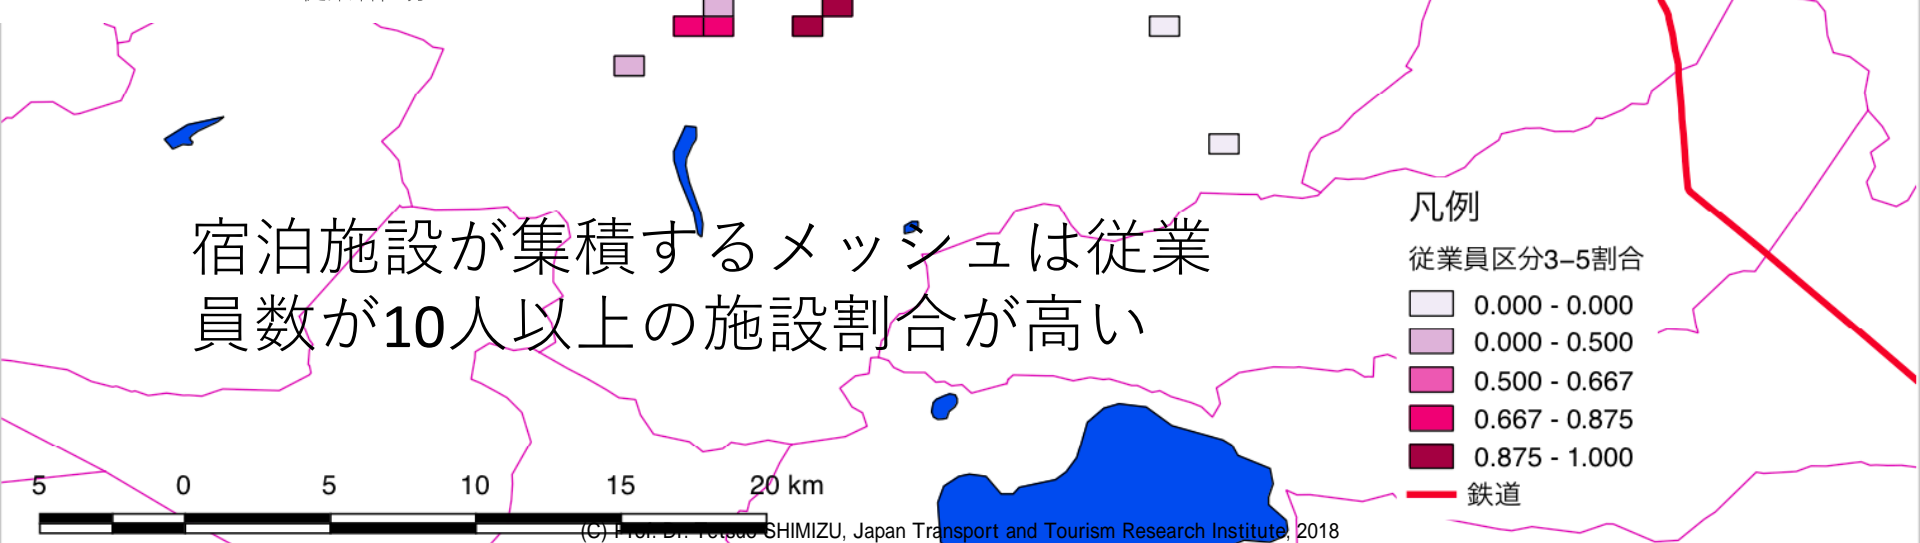 宿泊施設が集積するメッシュは従業
員数が10人以上の施設割合が高い
凡例
従業員区分3–5割合
0.000 - 0.000
0.000 - 0.500
0.500 - 0.667
0.667 - 0.875
0.875 - 1.000
鉄道
5 0 5 10 15 20 km
(C) Prof. Dr. Tetsuo SHIMIZU, Japan Transport and Tourism Research Institute, 2018